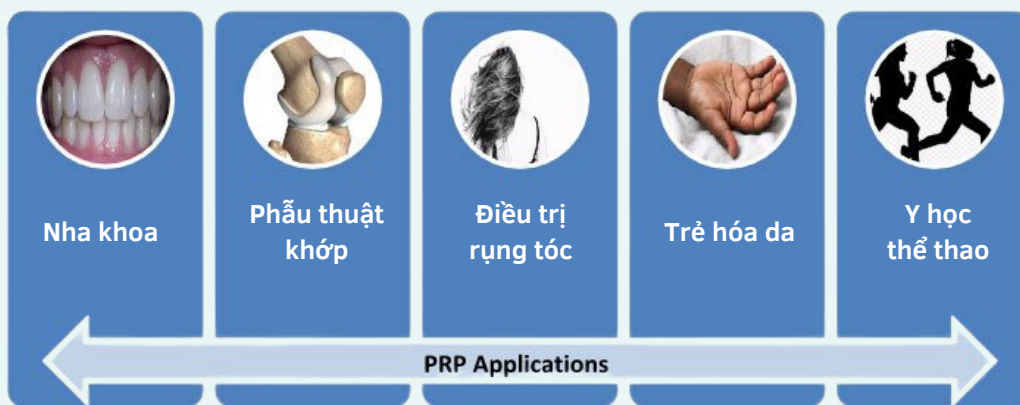 Nha khoa
Phẫu thuật
khớp
Điều trị
rụng tóc
Trẻ hóa da
Y học
thể thao
PRP Applications